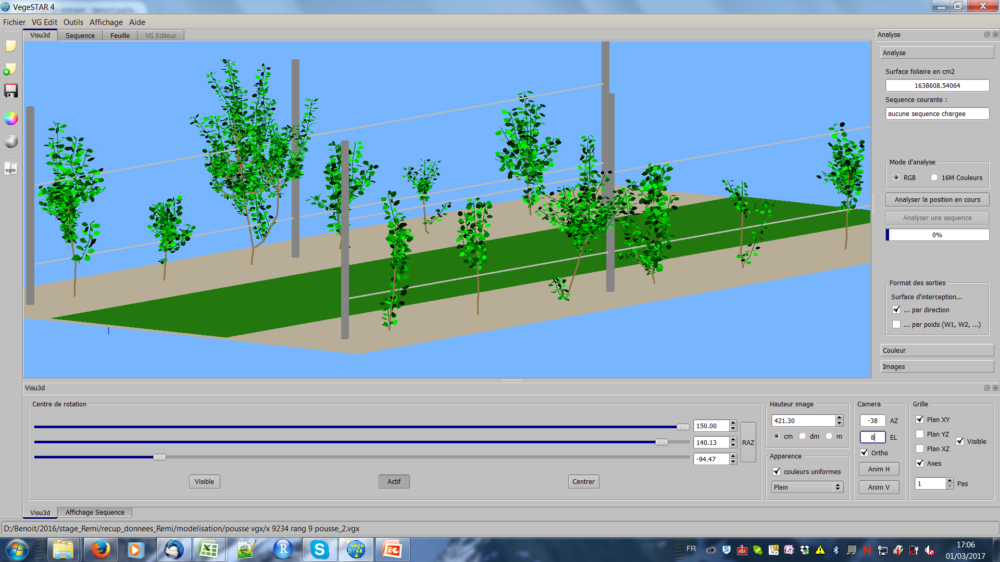 VegeSTAR 4
Fichier VG Edit Outils Affichage Aide
Visu3d Sequence Feuille VG Editeur
Analyse
Analyse
Surface foliaire en cm2
1638608.54064
Sequence courante :
aucune sequence chargee
Mode d'analyse
RGB 16M Couleurs
Analyser la position en cours
Analyser une sequence
0%
Format des sorties
Surface d'interception...
... par direction
... par poids (W1, W2, ...)
Couleur
Images
vgm
Visu3d
Centre de rotation
150.00
140.13
-94.47
RAZ
Visible Actif Centrer
Hauteur image
421.30
cm dm m
Apparence
couleurs uniformes
Plein
Camera
-38 AZ
8 EL
Ortho
Anim H
Anim V
Grille
Plan XY
Plan YZ
Visible
Plan XZ
Axes
1 Pas
Visu3d Affichage Sequence
D:/Benoit/2016/stage_Remi/recup_donnees_Remi/modelisation/pousse vgx/x 9234 rang 9 pousse_2.vgx
FR
17:06
01/03/2017